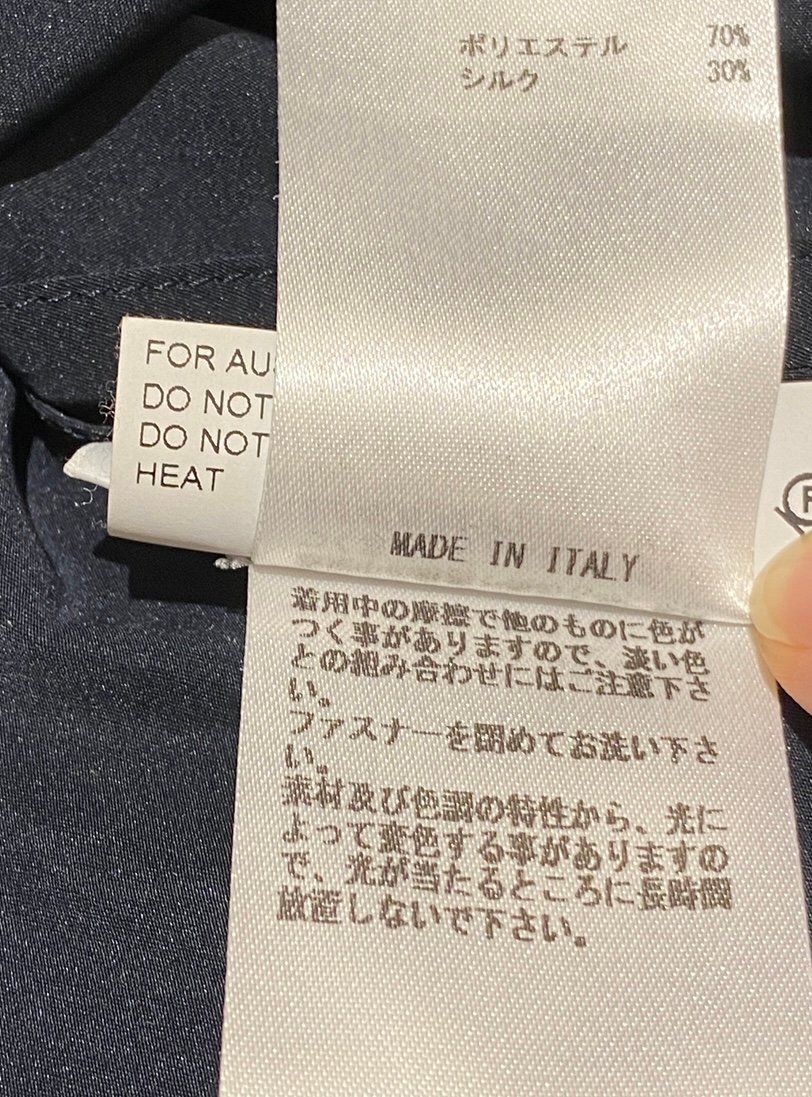 ポリエステル 70%
シルク 30%
FOR AU
DO NOT
DO NOT
HEAT
MADE IN ITALY
着用中の摩擦で他のものに色が
つく事がありますので、淡い色
との組み合わせにはご注意下さ
い。
ファスナーを閉めてお洗い下さ
い。
素材及び色調の特性から、光に
よって変色する事がありますの
で、光が当たるところに長時間
放置しないで下さい。